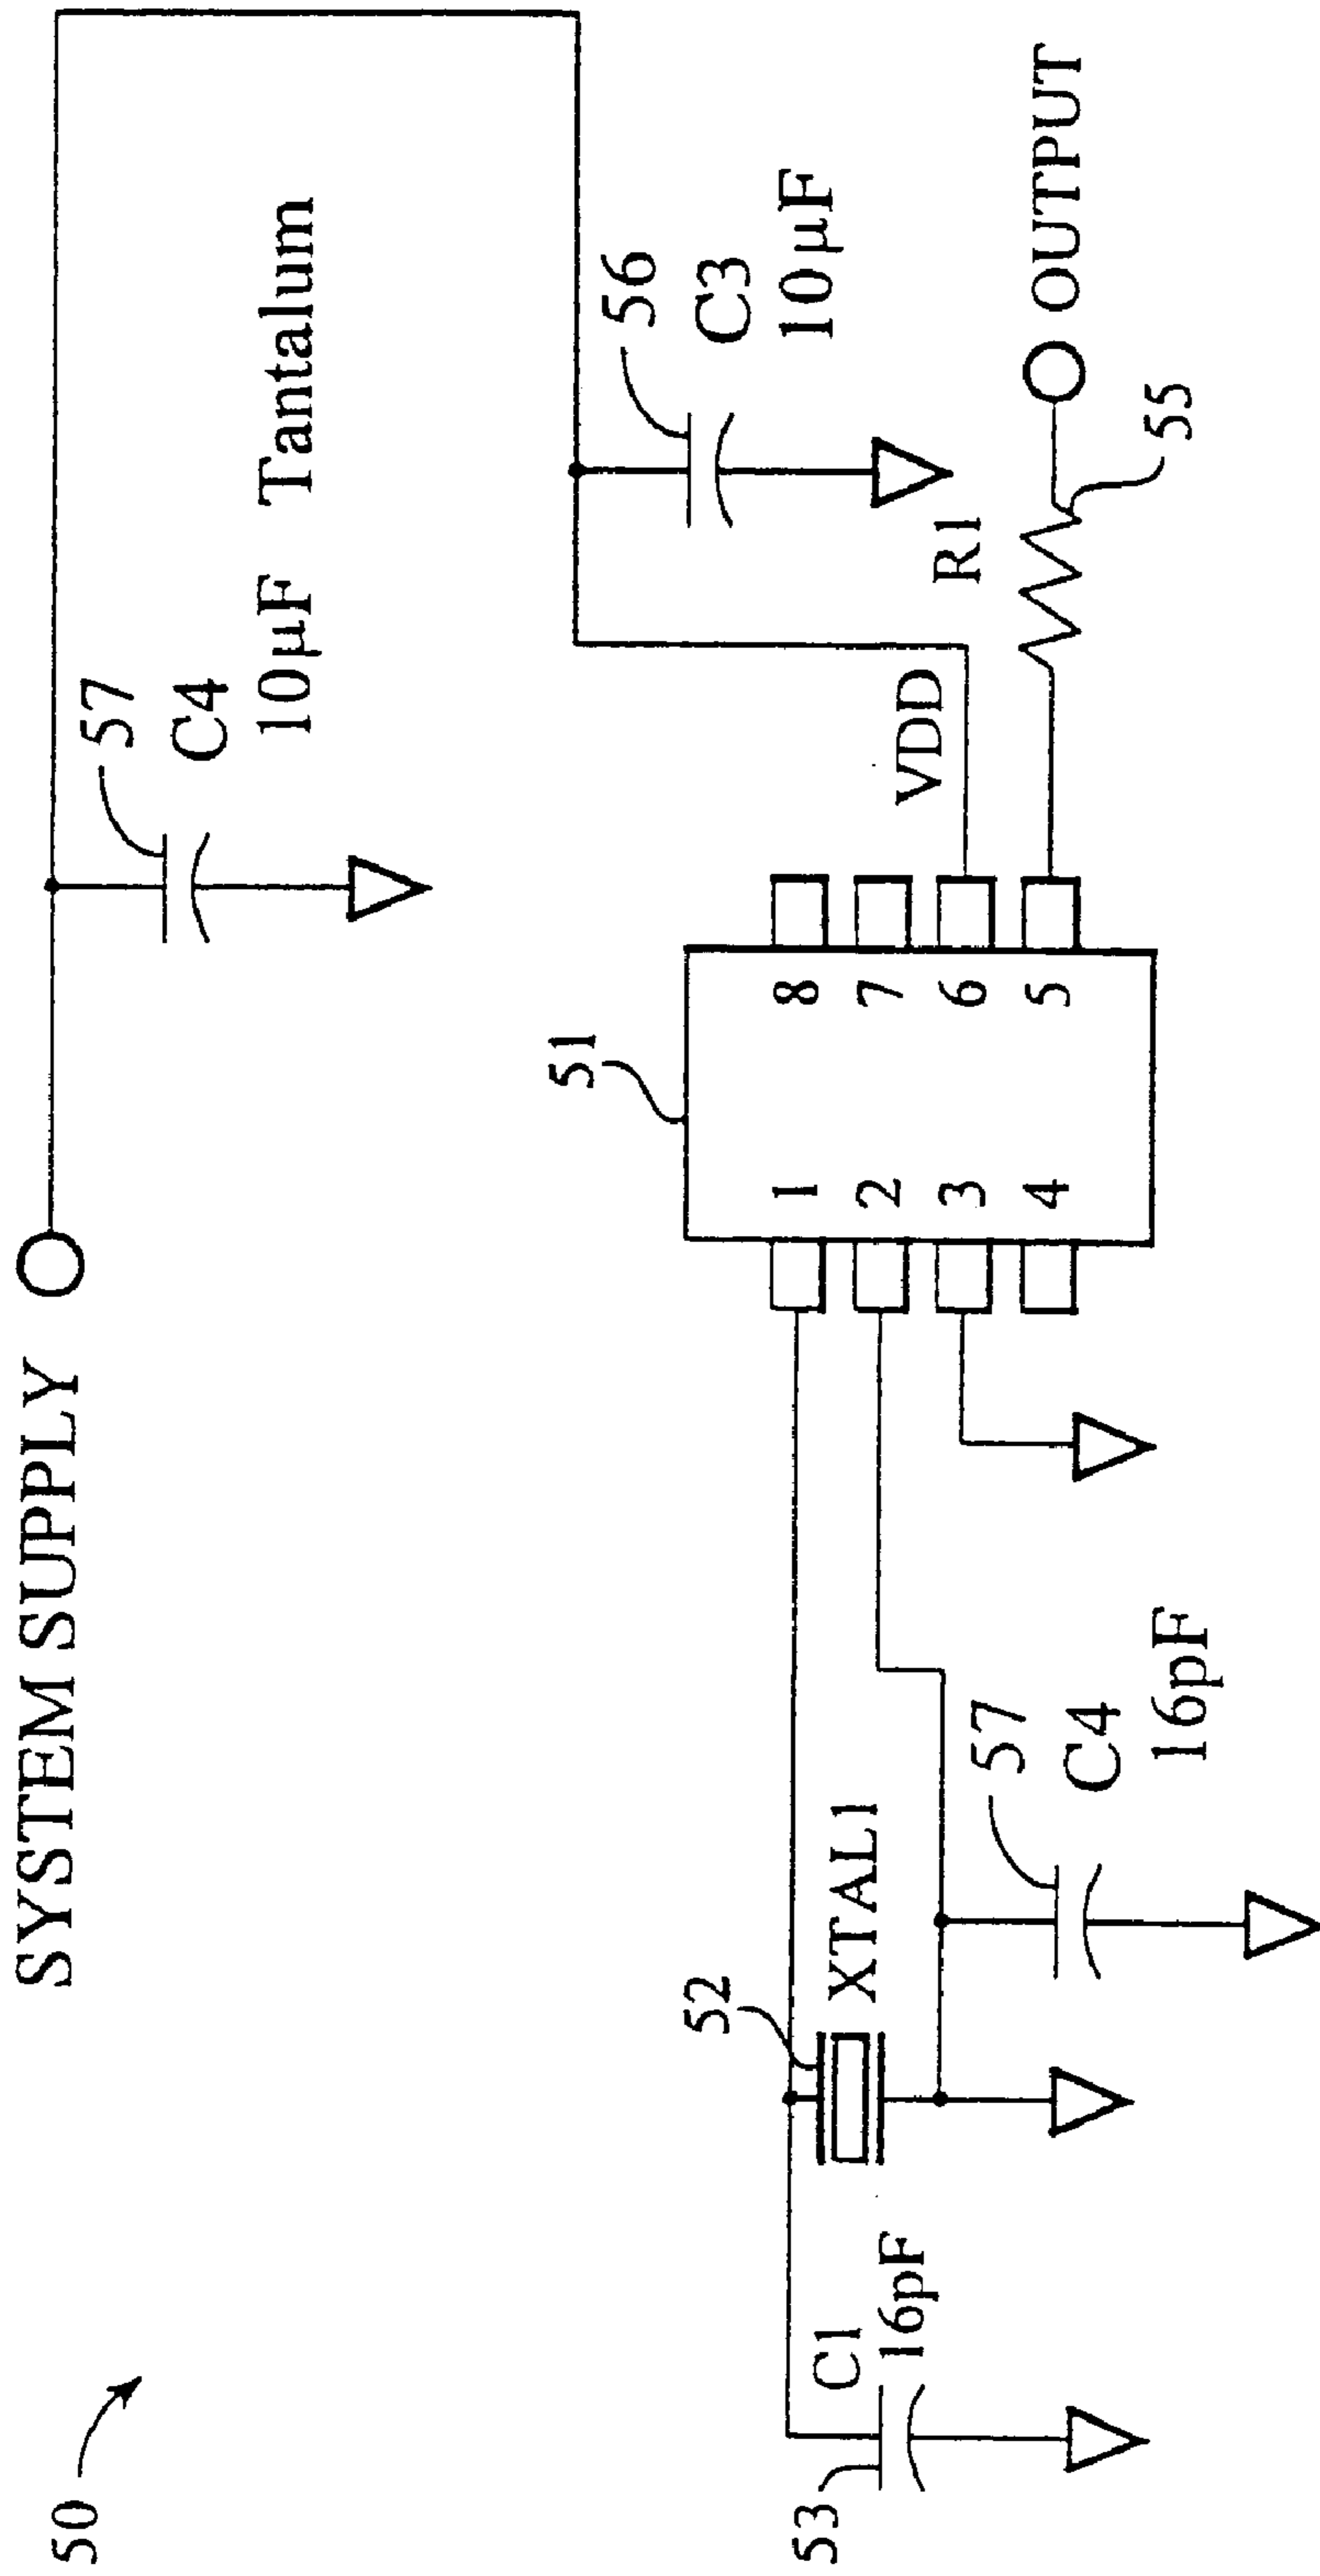 50
SYSTEM SUPPLY
57
C4
10µF Tantalum
56
C3
10µF
51
VDD
R1
OUTPUT
55
1
2
3
4
8
7
6
5
52
XTAL1
53
C1
16pF
57
C4
16pF